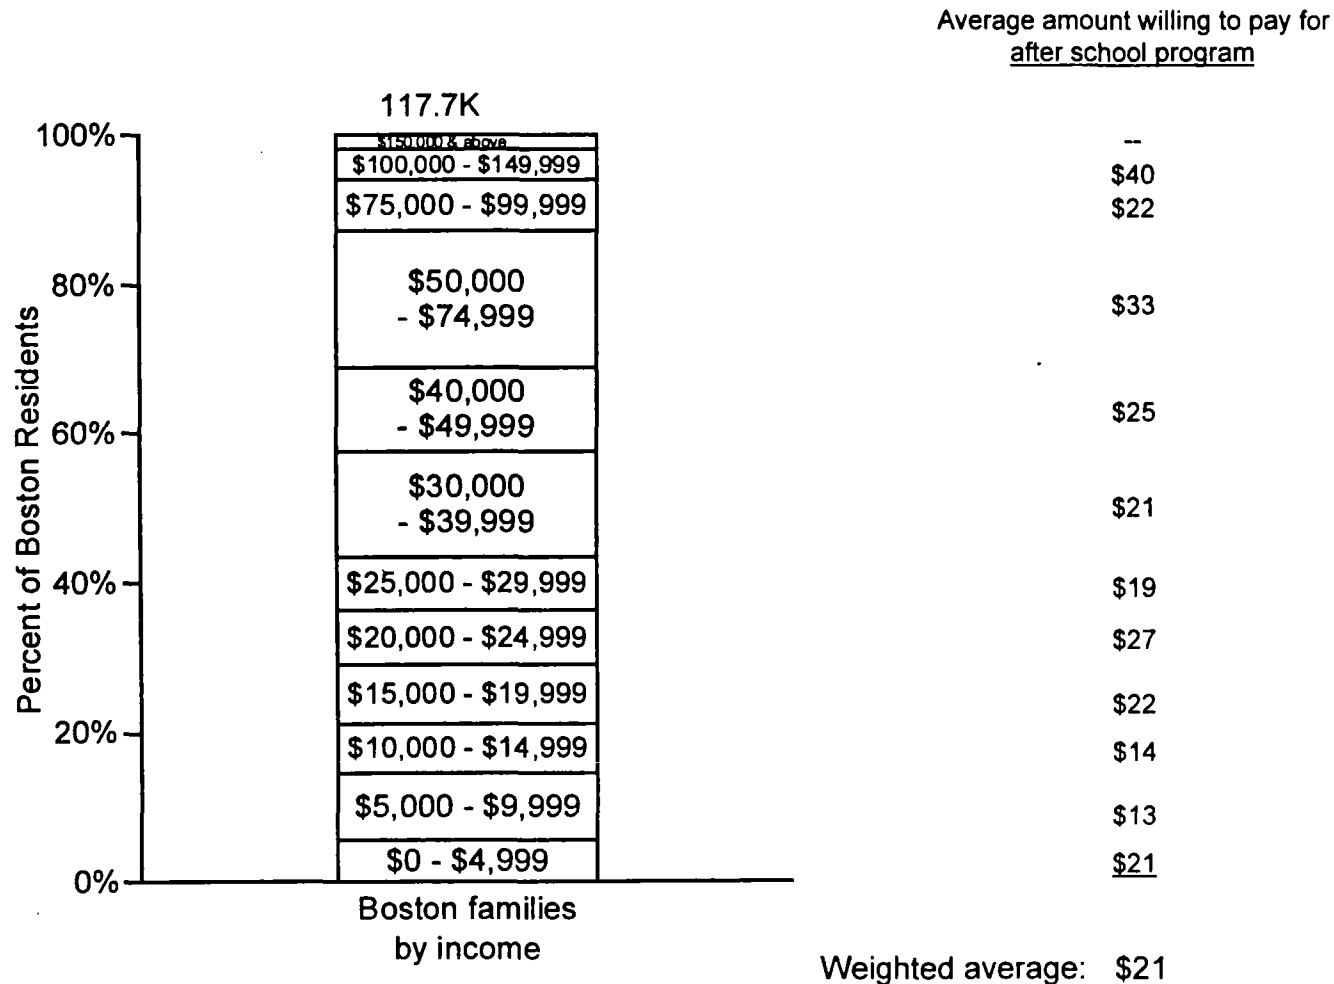 Average amount willing to pay for
after school program
117.7K
100%
$150,000 & above
--
$100,000 - $149,999
$40
$75,000 - $99,999
$22
80%
$50,000
- $74,999
$33
$40,000
- $49,999
$25
60%
$30,000
- $39,999
$21
40%
$25,000 - $29,999
$19
$20,000 - $24,999
$27
$15,000 - $19,999
$22
20%
$10,000 - $14,999
$14
$5,000 - $9,999
$13
$0 - $4,999
$21
0%
Percent of Boston Residents
Boston families
by income
Weighted average: $21